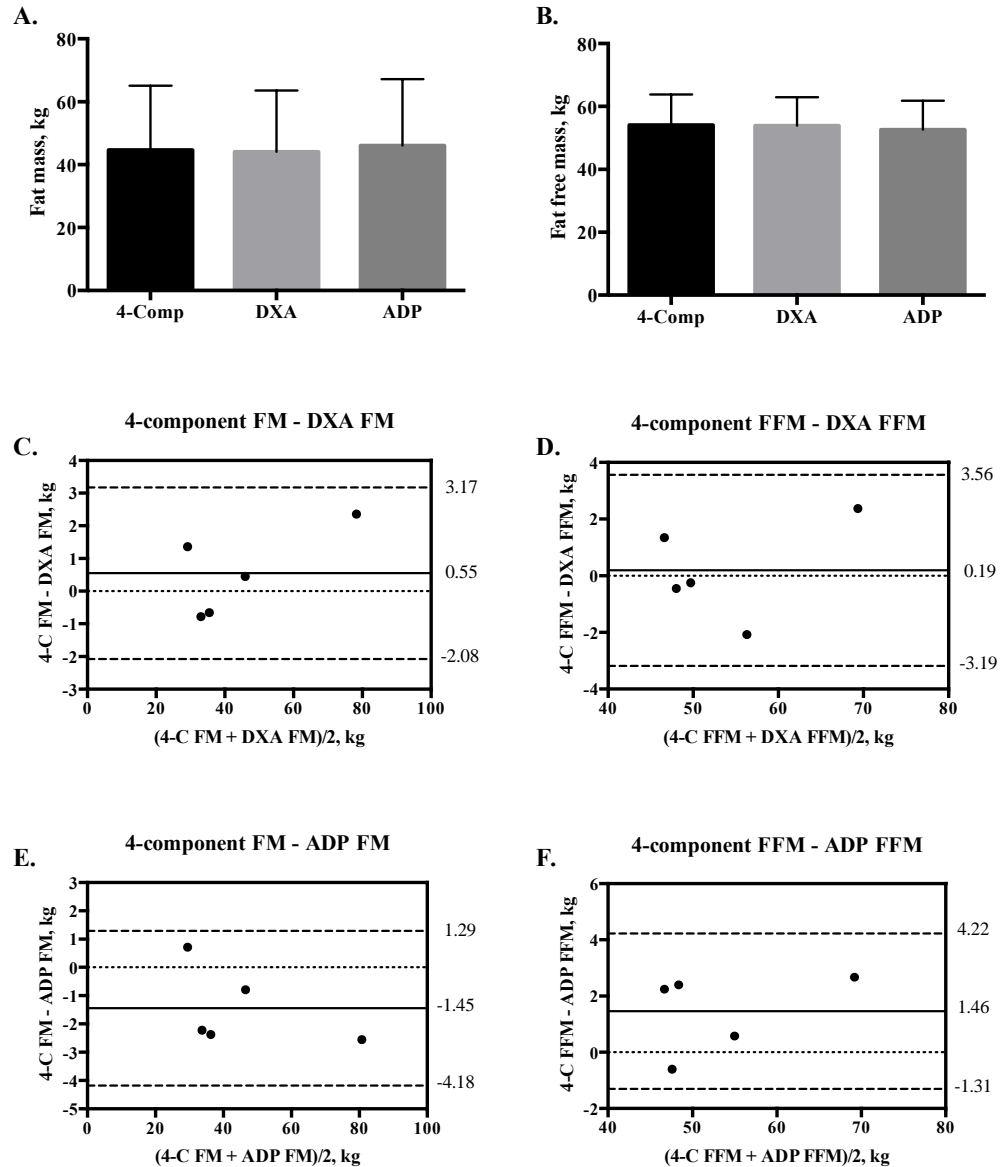 A.
80
60
40
20
0
Fat mass, kg
4-Comp DXA ADP
B.
80
60
40
20
0
Fat free mass, kg
4-Comp DXA ADP
4-component FM - DXA FM
C.
4
3
2
1
0
-1
-2
-3
4-C FM - DXA FM, kg
3.17
0.55
-2.08
0 20 40 60 80 100
(4-C FM + DXA FM)/2, kg
4-component FFM - DXA FFM
D.
4
2
0
-2
-4
4-C FFM - DXA FFM, kg
3.56
0.19
-3.19
40 50 60 70 80
(4-C FFM + DXA FFM)/2, kg
4-component FM - ADP FM
E.
3
2
1
0
-1
-2
-3
-4
-5
4-C FM - ADP FM, kg
1.29
-1.45
-4.18
0 20 40 60 80 100
(4-C FM + ADP FM)/2, kg
4-component FFM - ADP FFM
F.
6
4
2
0
-2
4-C FFM - ADP FFM, kg
4.22
1.46
-1.31
40 50 60 70 80
(4-C FFM + ADP FFM)/2, kg